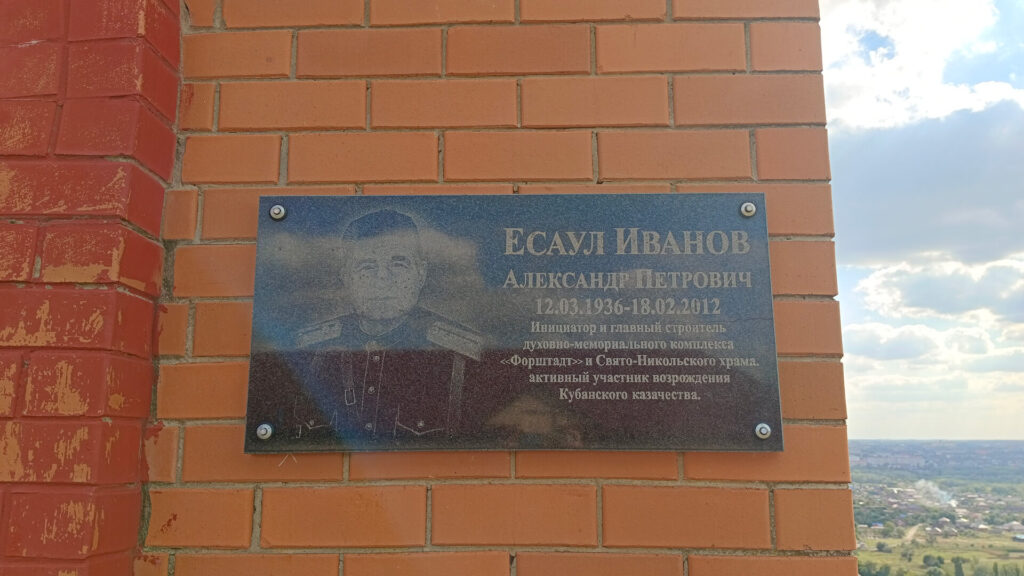 Есаул Иванов
Александр Петрович
12.03.1936-18.02.2012
Инициатор и главный строитель
духовно-мемориального комплекса
«Форштадт» и Свято-Никольского храма,
активный участник возрождения
Кубанского казачества.